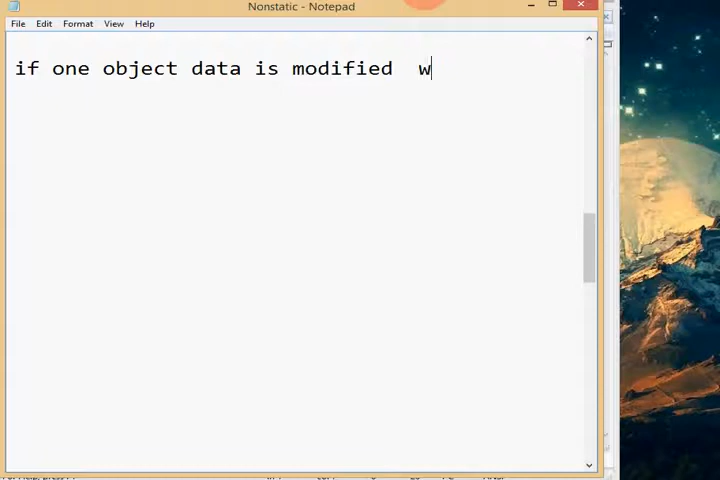 Nonstatic - Notepad
File Edit Format View Help
if one object data is modified  w